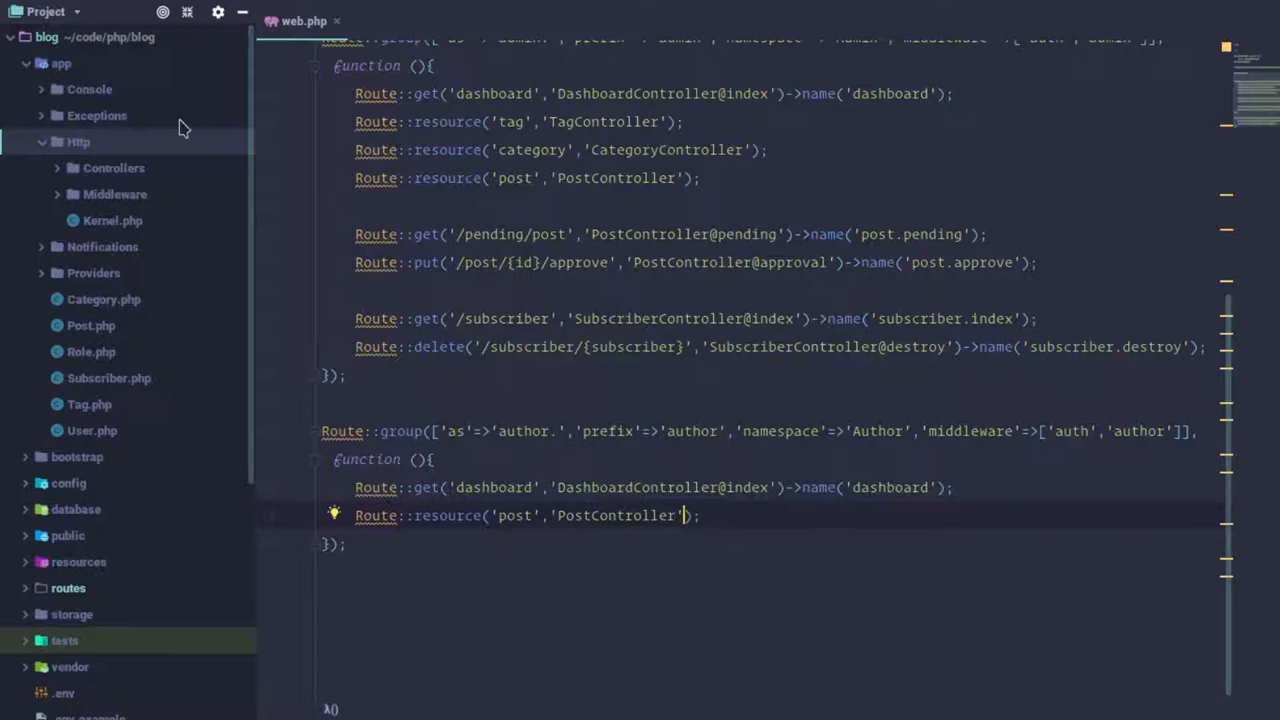 Project
blog ~/code/php/blog
app
Console
Exceptions
Http
Controllers
Middleware
Kernel.php
Notifications
Providers
Category.php
Post.php
Role.php
Subscriber.php
Tag.php
User.php
bootstrap
config
database
public
resources
routes
storage
tests
vendor
.env
.env.example
web.php
function (){
Route::get('dashboard','DashboardController@index')->name('dashboard');
Route::resource('tag','TagController');
Route::resource('category','CategoryController');
Route::resource('post','PostController');
Route::get('/pending/post','PostController@pending')->name('post.pending');
Route::put('/post/{id}/approve','PostController@approval')->name('post.approve');
Route::get('/subscriber','SubscriberController@index')->name('subscriber.index');
Route::delete('/subscriber/{subscriber}','SubscriberController@destroy')->name('subscriber.destroy');
});
Route::group(['as'=>'author.','prefix'=>'author','namespace'=>'Author','middleware'=>['auth','author']],
function (){
Route::get('dashboard','DashboardController@index')->name('dashboard');
Route::resource('post','PostController');
});
λ()